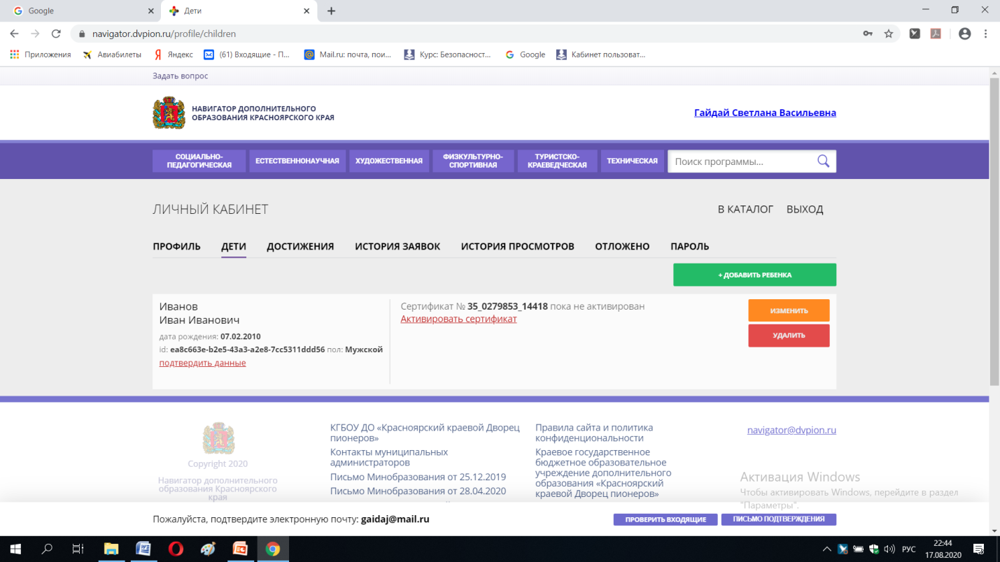 Google
Дети
navigator.dvpion.ru/profile/children
Приложения
Авиабилеты
Яндекс
(61) Входящие - П...
Mail.ru: почта, пои...
Курс: Безопасност...
Google
Кабинет пользоват...
Задать вопрос
НАВИГАТОР ДОПОЛНИТЕЛЬНОГО
ОБРАЗОВАНИЯ КРАСНОЯРСКОГО КРАЯ
Гайдай Светлана Васильевна
СОЦИАЛЬНО-
ПЕДАГОГИЧЕСКАЯ
ЕСТЕСТВЕННОНАУЧНАЯ
ХУДОЖЕСТВЕННАЯ
ФИЗКУЛЬТУРНО-
СПОРТИВНАЯ
ТУРИСТСКО-
КРАЕВЕДЧЕСКАЯ
ТЕХНИЧЕСКАЯ
Поиск программы...
ЛИЧНЫЙ КАБИНЕТ
В КАТАЛОГ ВЫХОД
ПРОФИЛЬ ДЕТИ ДОСТИЖЕНИЯ ИСТОРИЯ ЗАЯВОК ИСТОРИЯ ПРОСМОТРОВ ОТЛОЖЕНО ПАРОЛЬ
+ ДОБАВИТЬ РЕБЕНКА
Иванов
Иван Иванович
дата рождения: 07.02.2010
id: ea8c663e-b2e5-43a3-a2e8-7cc5311ddd56 пол: Мужской
подтвердить данные
Сертификат № 35_0279853_14418 пока не активирован
Активировать сертификат
ИЗМЕНИТЬ
УДАЛИТЬ
Copyright 2020
Навигатор дополнительного
образования Красноярского
края
КГБОУ ДО «Красноярский краевой Дворец
пионеров»
Контакты муниципальных
администраторов
Письмо Минобразования от 25.12.2019
Письмо Минобразования от 28.04.2020
Правила сайта и политика
конфиденциальности
Краевое государственное
бюджетное образовательное
учреждение дополнительного
образования «Красноярский
краевой Дворец пионеров»
navigator@dvpion.ru
Активация Windows
Чтобы активировать Windows, перейдите в раздел
"Параметры".
Пожалуйста, подтвердите электронную почту: gaidaj@mail.ru
ПРОВЕРИТЬ ВХОДЯЩИЕ
ПИСЬМО ПОДТВЕРЖДЕНИЯ
РУС
22:44
17.08.2020